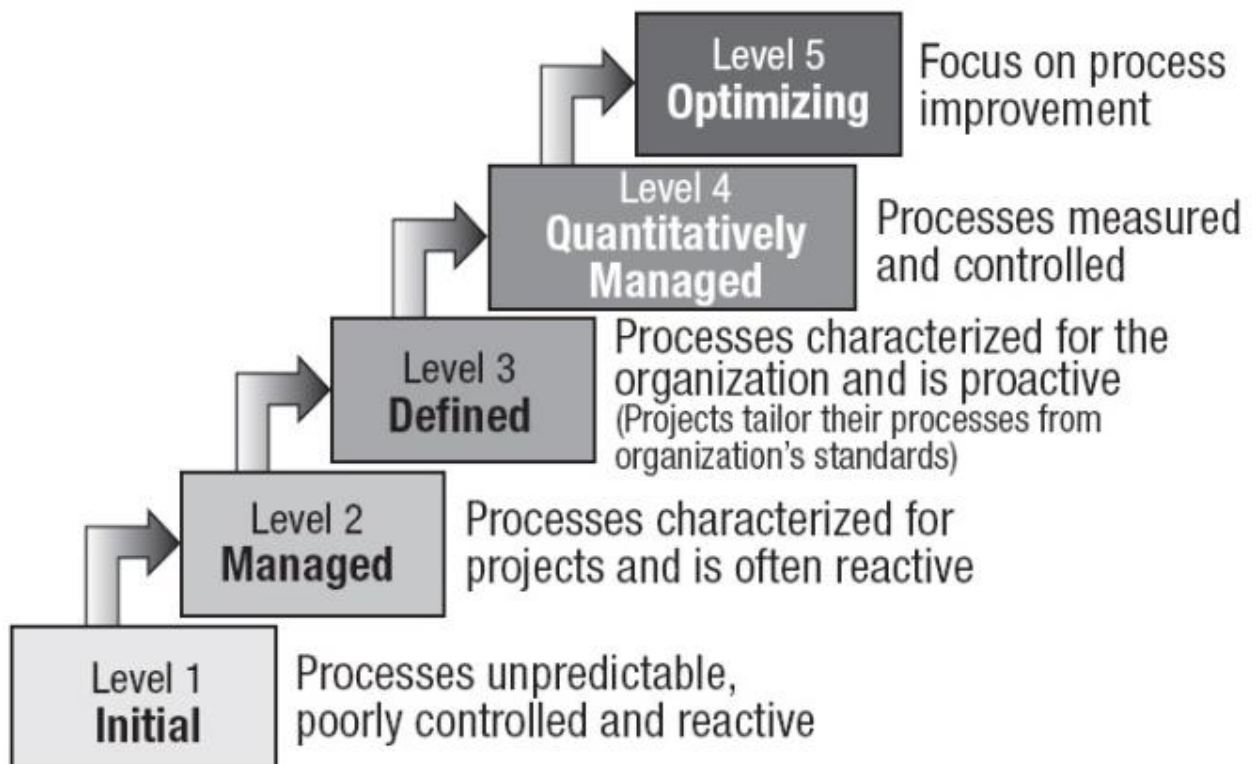 Level 5
Optimizing
Focus on process
improvement
Level 4
Quantitatively
Managed
Processes measured
and controlled
Level 3
Defined
Processes characterized for the
organization and is proactive
(Projects tailor their processes from
organization's standards)
Level 2
Managed
Processes characterized for
projects and is often reactive
Level 1
Initial
Processes unpredictable,
poorly controlled and reactive